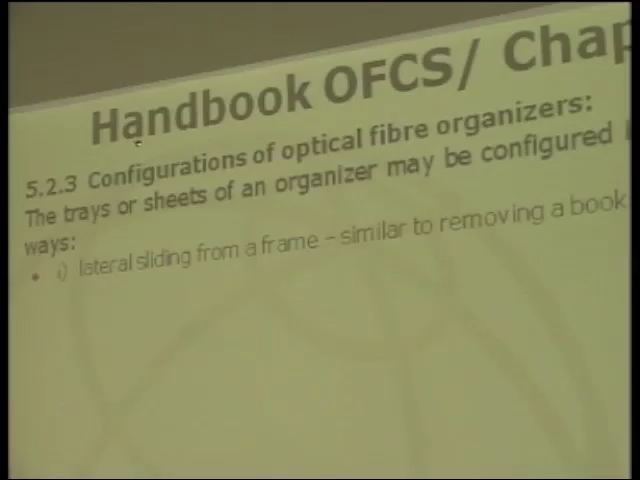 Handbook OFCS/ Chap
5.2.3 Configurations of optical fibre organizers:
The trays or sheets of an organizer may be configured i
ways:
• i) lateral sliding from a frame – similar to removing a book